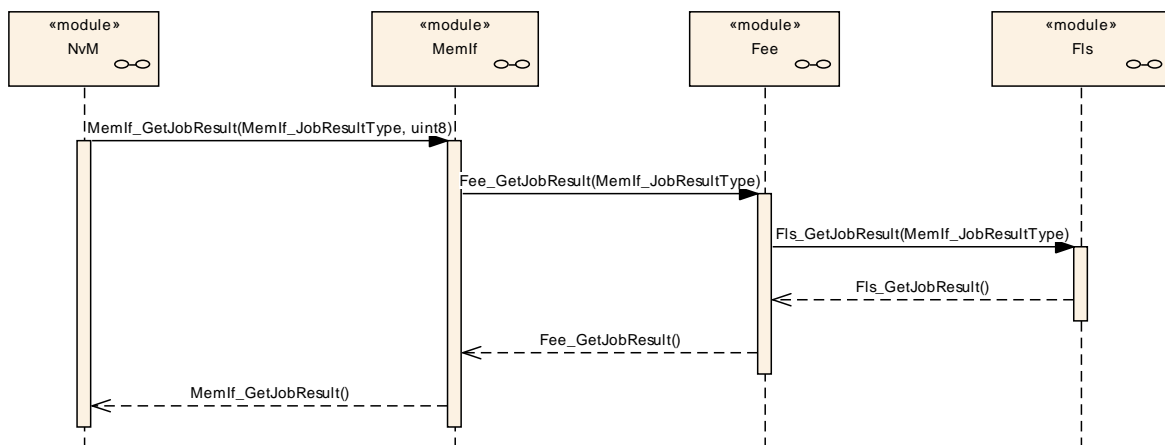 «module»
NvM
«module»
MemIf
«module»
Fee
«module»
Fls
MemIf_GetJobResult(MemIf_JobResultType, uint8)
Fee_GetJobResult(MemIf_JobResultType)
Fls_GetJobResult(MemIf_JobResultType)
Fls_GetJobResult()
Fee_GetJobResult()
MemIf_GetJobResult()